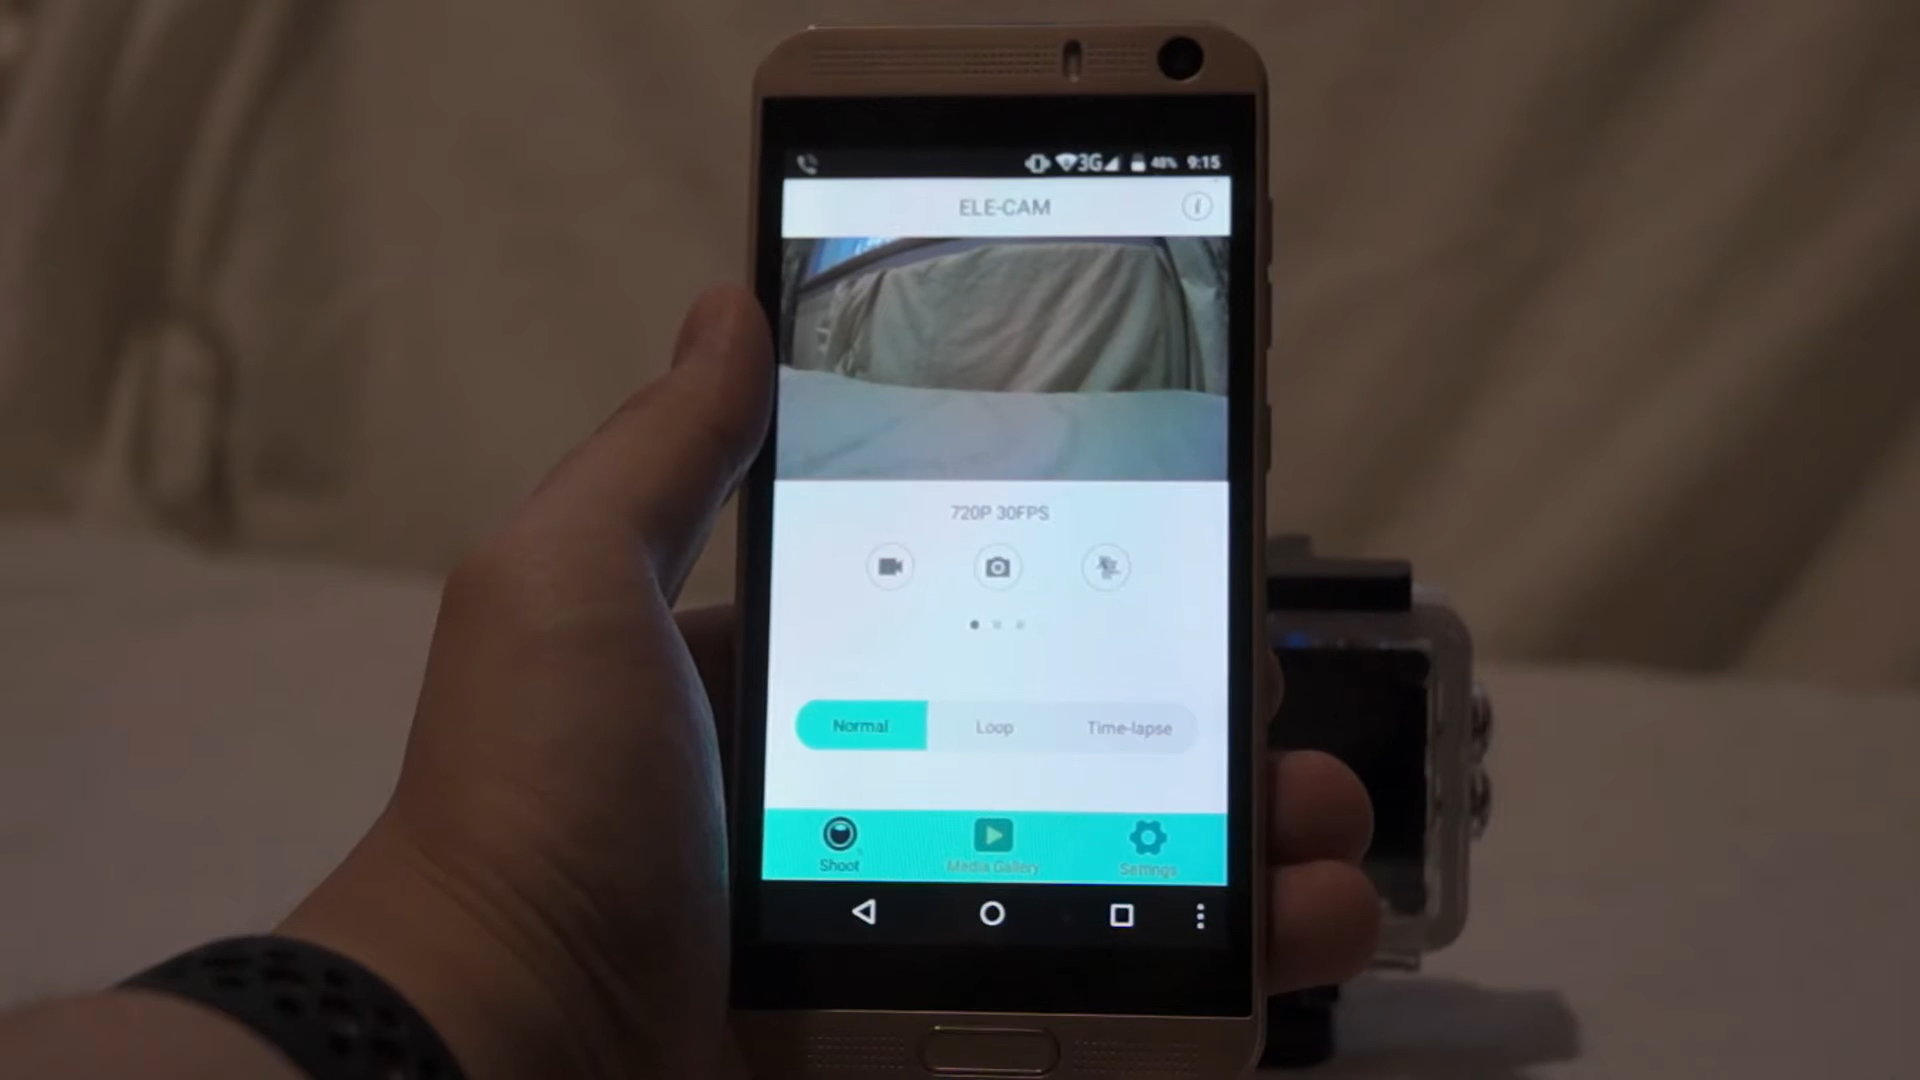 3G 48% 9:15
ELE-CAM
720P 30FPS
Normal Loop Time-lapse
Shoot Media Gallery Settings